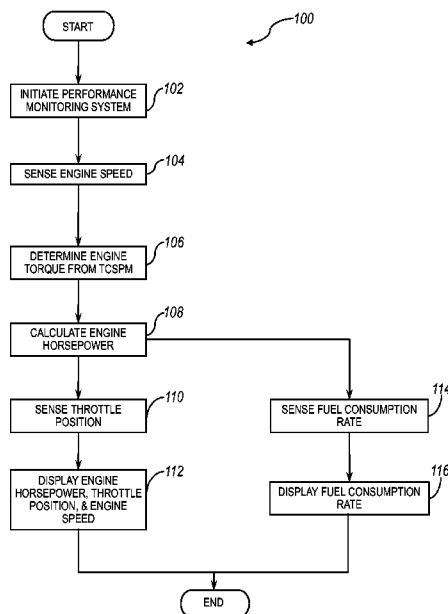 START
100
INITIATE PERFORMANCE
MONITORING SYSTEM
102
SENSE ENGINE SPEED
104
DETERMINE ENGINE
TORQUE FROM TCSPM
106
CALCULATE ENGINE
HORSEPOWER
108
SENSE THROTTLE
POSITION
110
DISPLAY ENGINE
HORSEPOWER, THROTTLE
POSITION, & ENGINE
SPEED
112
SENSE FUEL CONSUMPTION
RATE
114
DISPLAY FUEL CONSUMPTION
RATE
116
END